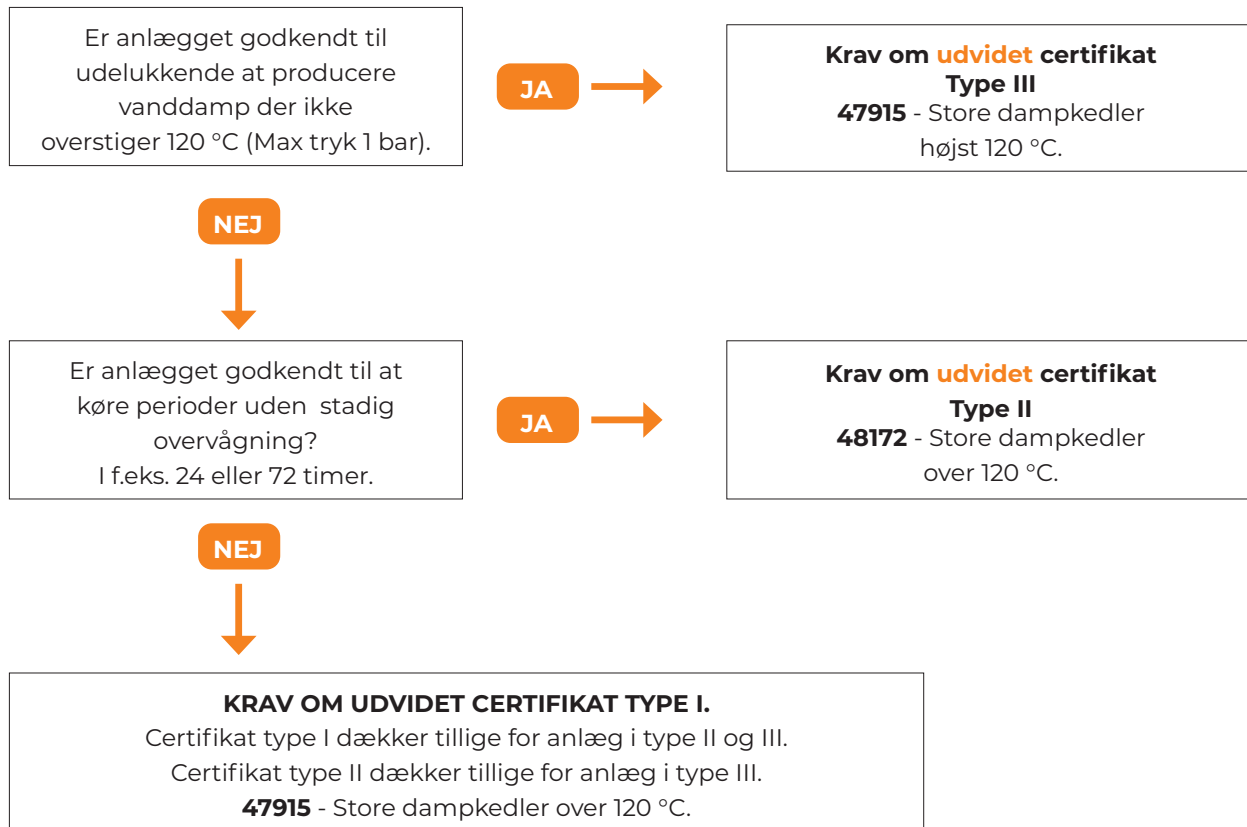 Er anlægget godkendt til
udelukkende at producere
vanddamp der ikke
overstiger 120 °C (Max tryk 1 bar).
JA
Krav om udvidet certifikat
Type III
47915 - Store dampkedler
højst 120 °C.
NEJ
Er anlægget godkendt til at
køre perioder uden stadig
overvågning?
I f.eks. 24 eller 72 timer.
JA
Krav om udvidet certifikat
Type II
48172 - Store dampkedler
over 120 °C.
NEJ
KRAV OM UDVIDET CERTIFIKAT TYPE I.
Certifikat type I dækker tillige for anlæg i type II og III.
Certifikat type II dækker tillige for anlæg i type III.
47915 - Store dampkedler over 120 °C.